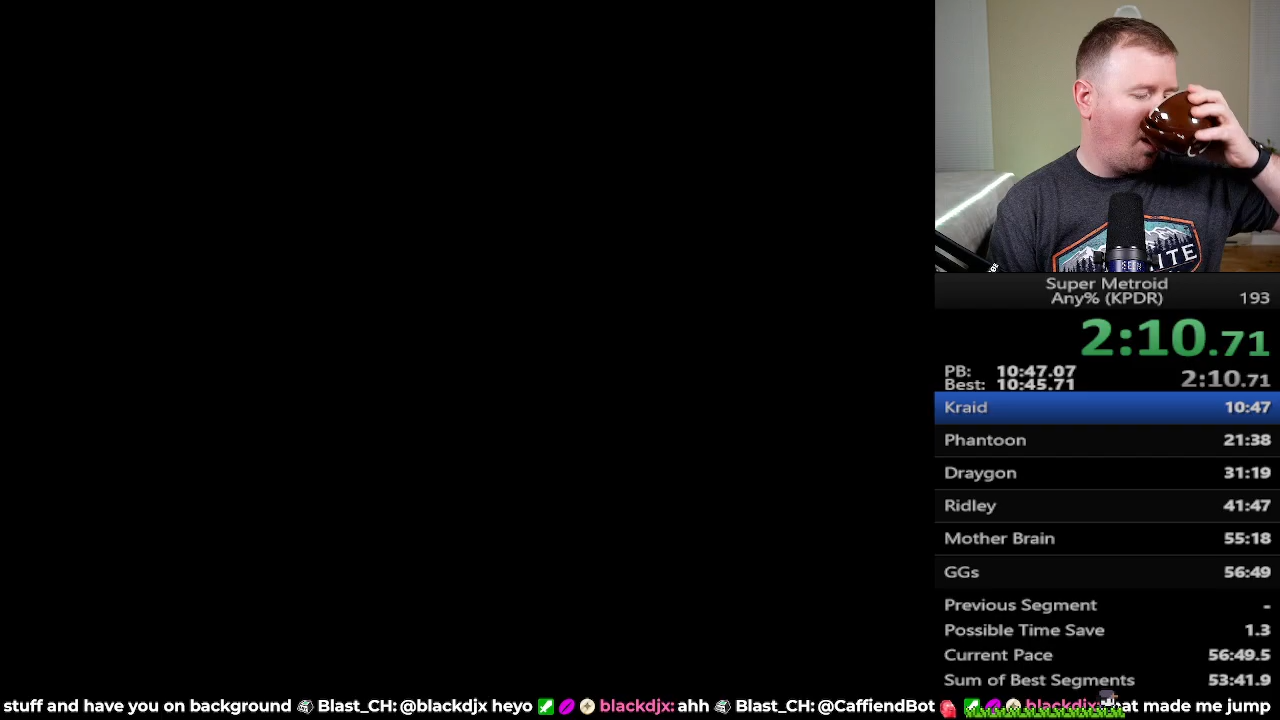 ITE
Super Metroid
Any% (KPDR) 193
2:10.71
PB: 10:47.07
Best: 10:45.71
2:10.71
Kraid 10:47
Phantoon 21:38
Draygon 31:19
Ridley 41:47
Mother Brain 55:18
GGs 56:49
Previous Segment -
Possible Time Save 1.3
Current Pace 56:49.5
Sum of Best Segments 53:41.9
stuff and have you on background Blast_CH: @blackdjx heyo blackdjx: ahh Blast_CH: @CaffiendBot blackdjx: hat made me jump